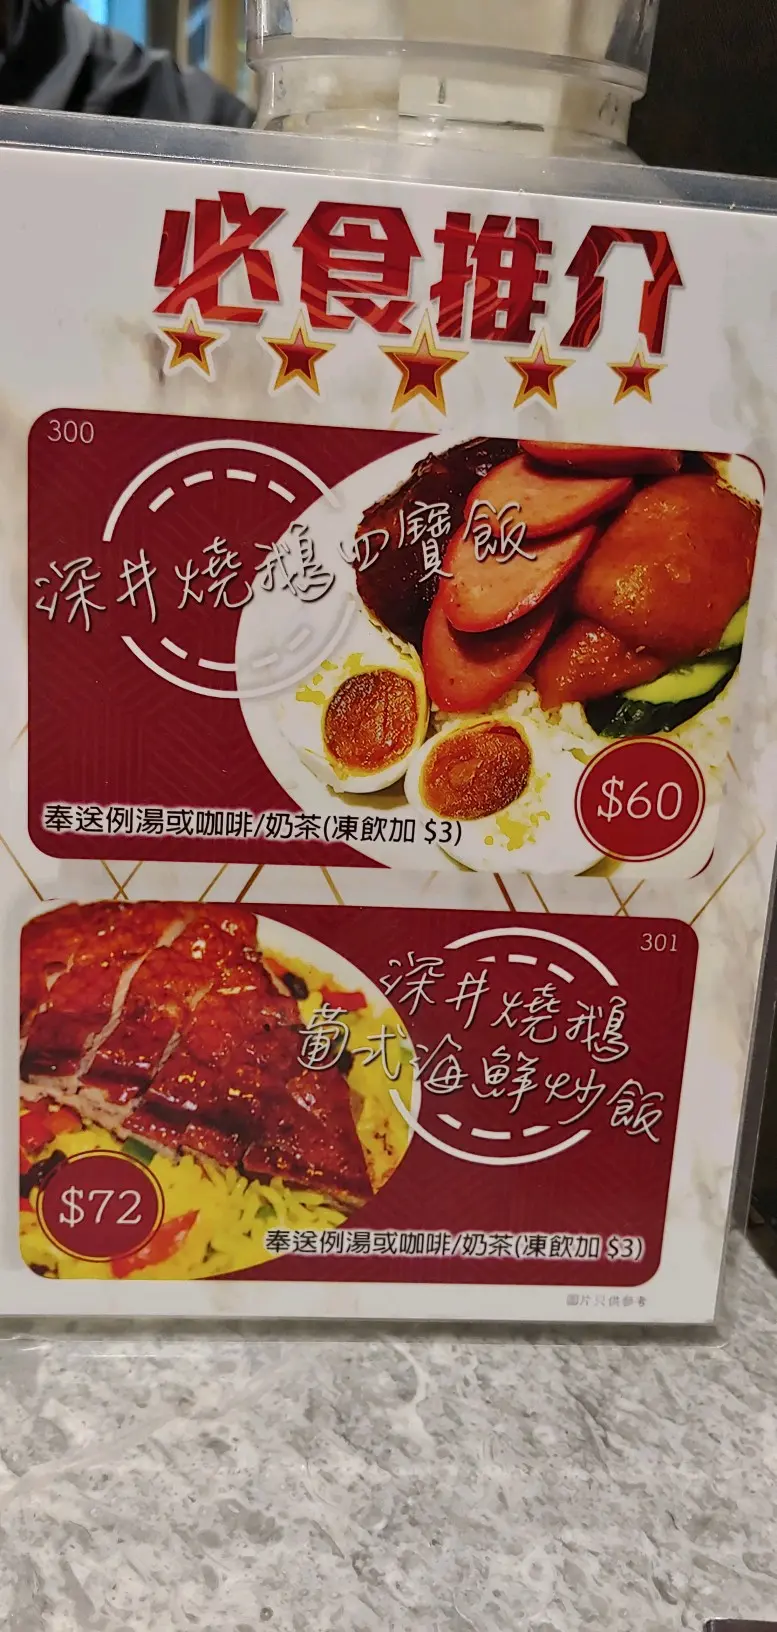 必食推介
300
深井燒鵝四寶飯
$60
奉送例湯或咖啡/奶茶(凍飲加 $3)
301
深井燒鵝
葡式海鮮炒飯
$72
奉送例湯或咖啡/奶茶(凍飲加 $3)
圖片只供參考